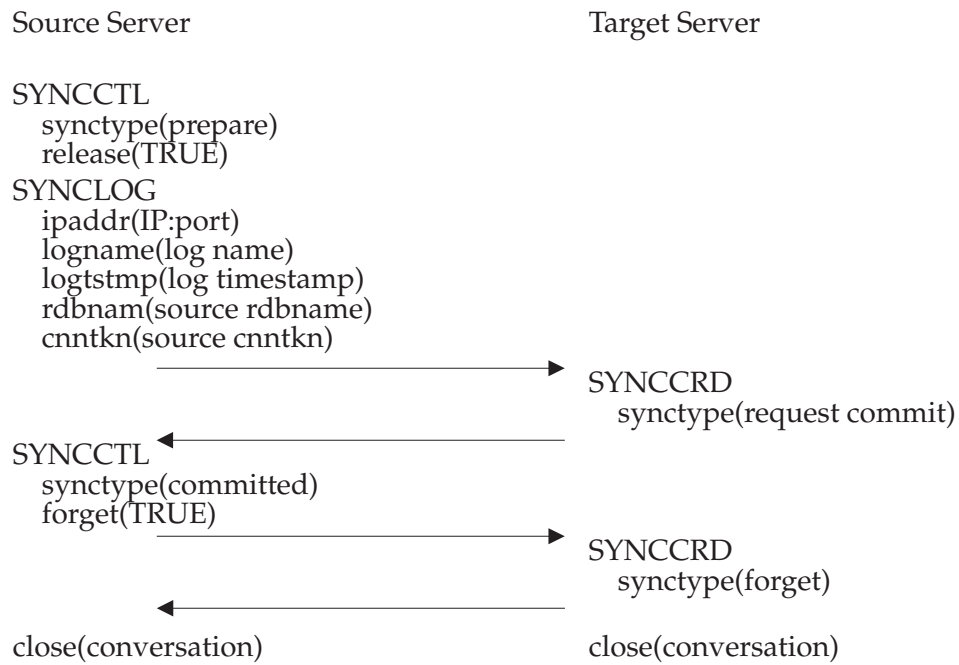 Source Server
Target Server
SYNCCTL
synctype(prepare)
release(TRUE)
SYNCLOG
ipaddr(IP:port)
logname(log name)
logtstmp(log timestamp)
rdbnam(source rdbname)
cnntkn(source cnntkn)
SYNCCRD
synctype(request commit)
SYNCCTL
synctype(committed)
forget(TRUE)
SYNCCRD
synctype(forget)
close(conversation)
close(conversation)